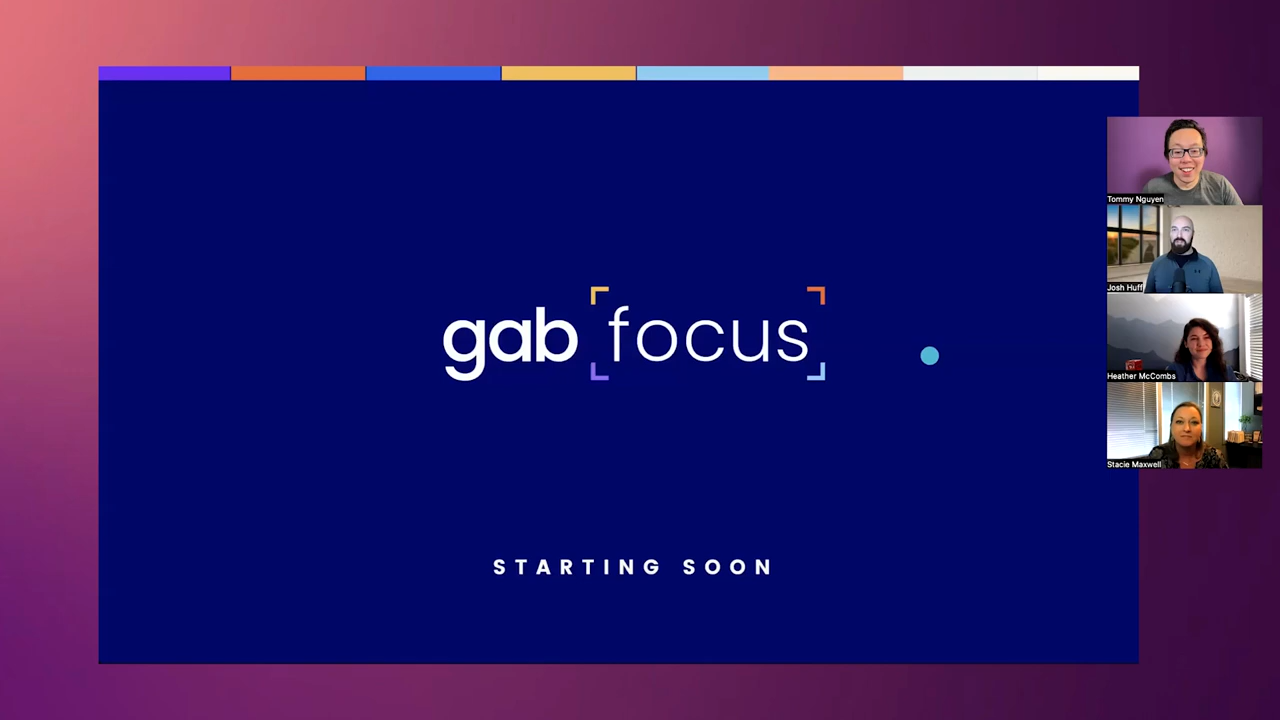 gab focus
STARTING SOON
Tommy Nguyen
Josh Huff
Heather McCombs
Stacie Maxwell